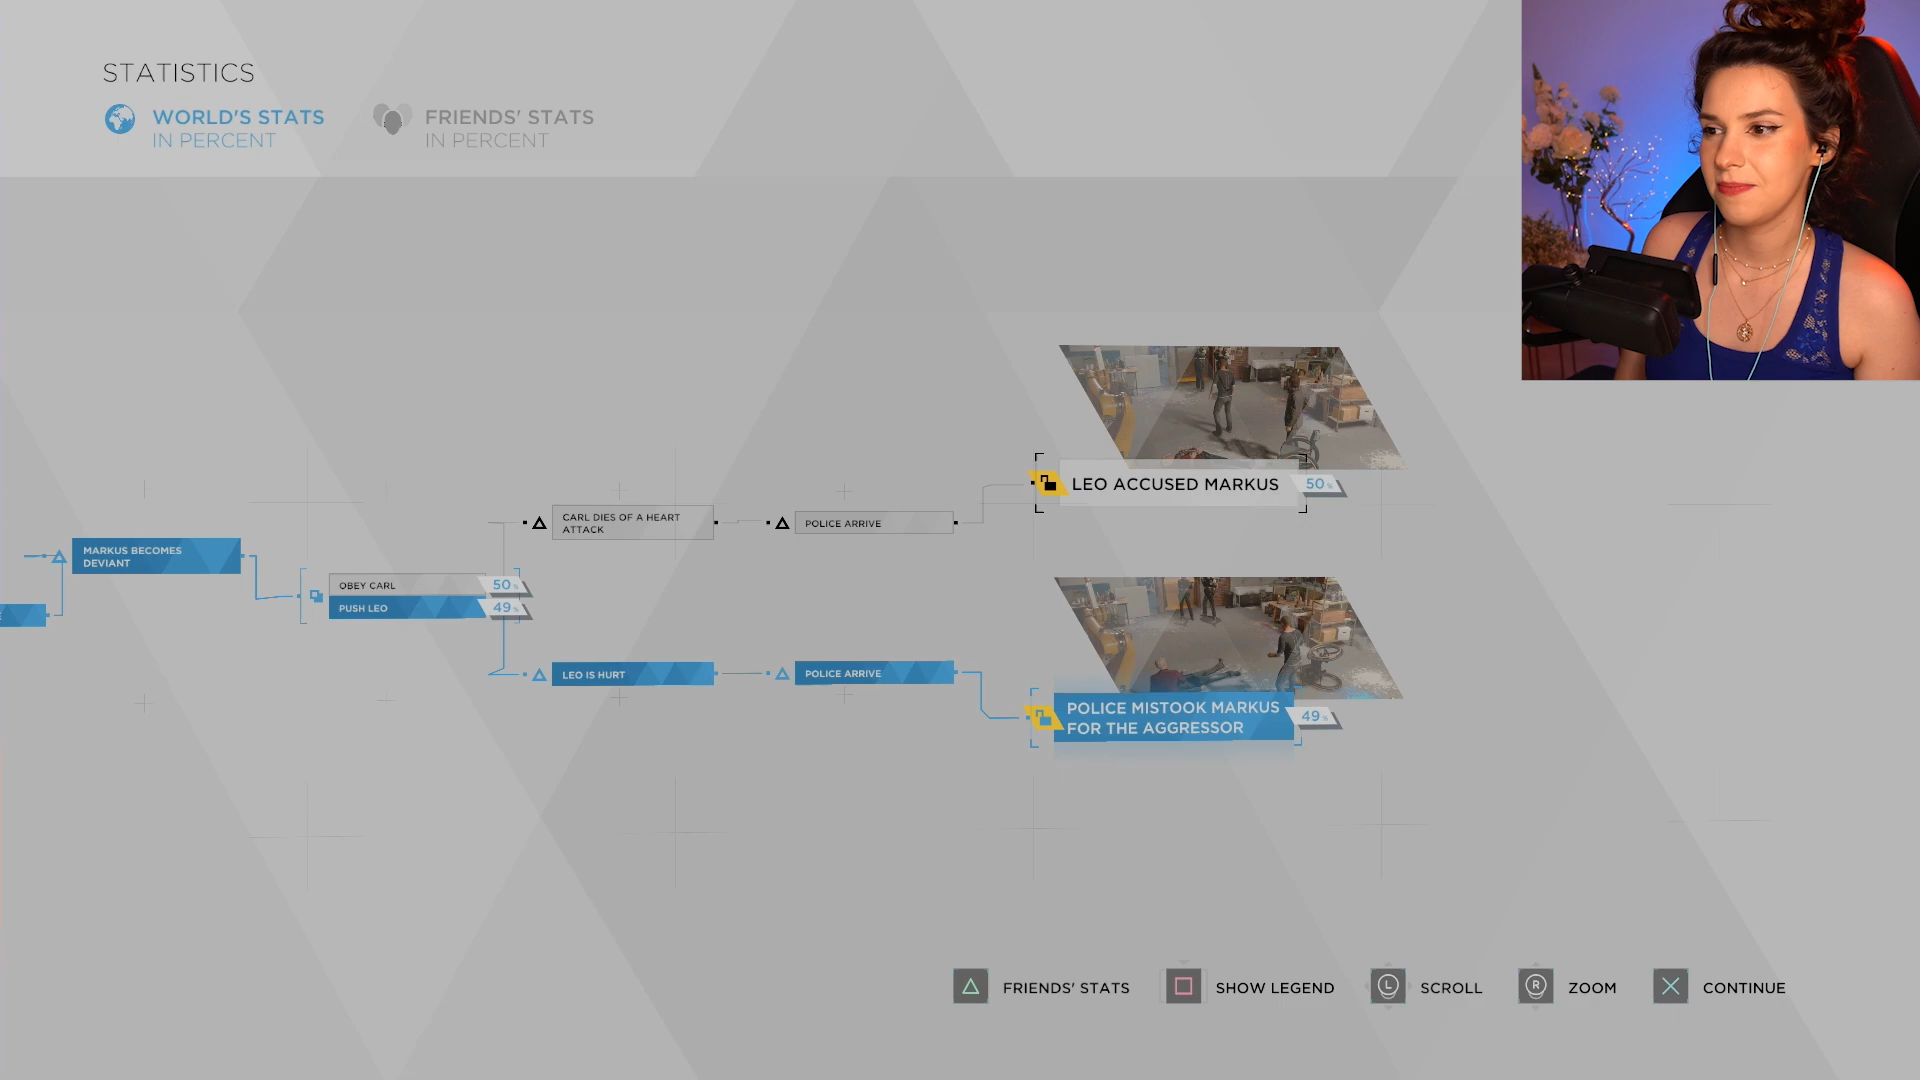 STATISTICS
WORLD'S STATS
IN PERCENT
FRIENDS' STATS
IN PERCENT
LEO ACCUSED MARKUS
50%
CARL DIES OF A HEART
ATTACK
POLICE ARRIVE
MARKUS BECOMES
DEVIANT
OBEY CARL
50%
PUSH LEO
49%
LEO IS HURT
POLICE ARRIVE
POLICE MISTOOK MARKUS
FOR THE AGGRESSOR
49%
FRIENDS' STATS
SHOW LEGEND
L
SCROLL
R
ZOOM
CONTINUE